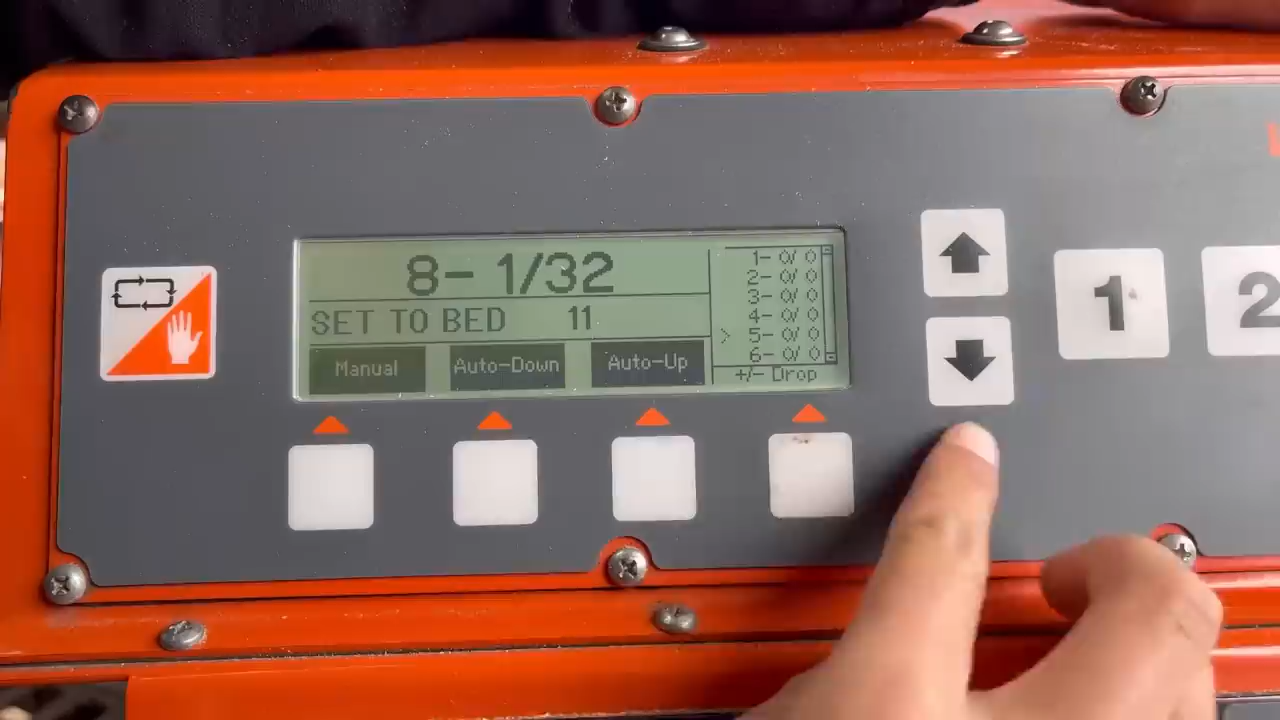 8- 1/32
SET TO BED 11
Manual Auto-Down Auto-Up
1- 0/ 0
2- 0/ 0
3- 0/ 0
4- 0/ 0
> 5- 0/ 0
6- 0/ 0
+/- Drop
1
2